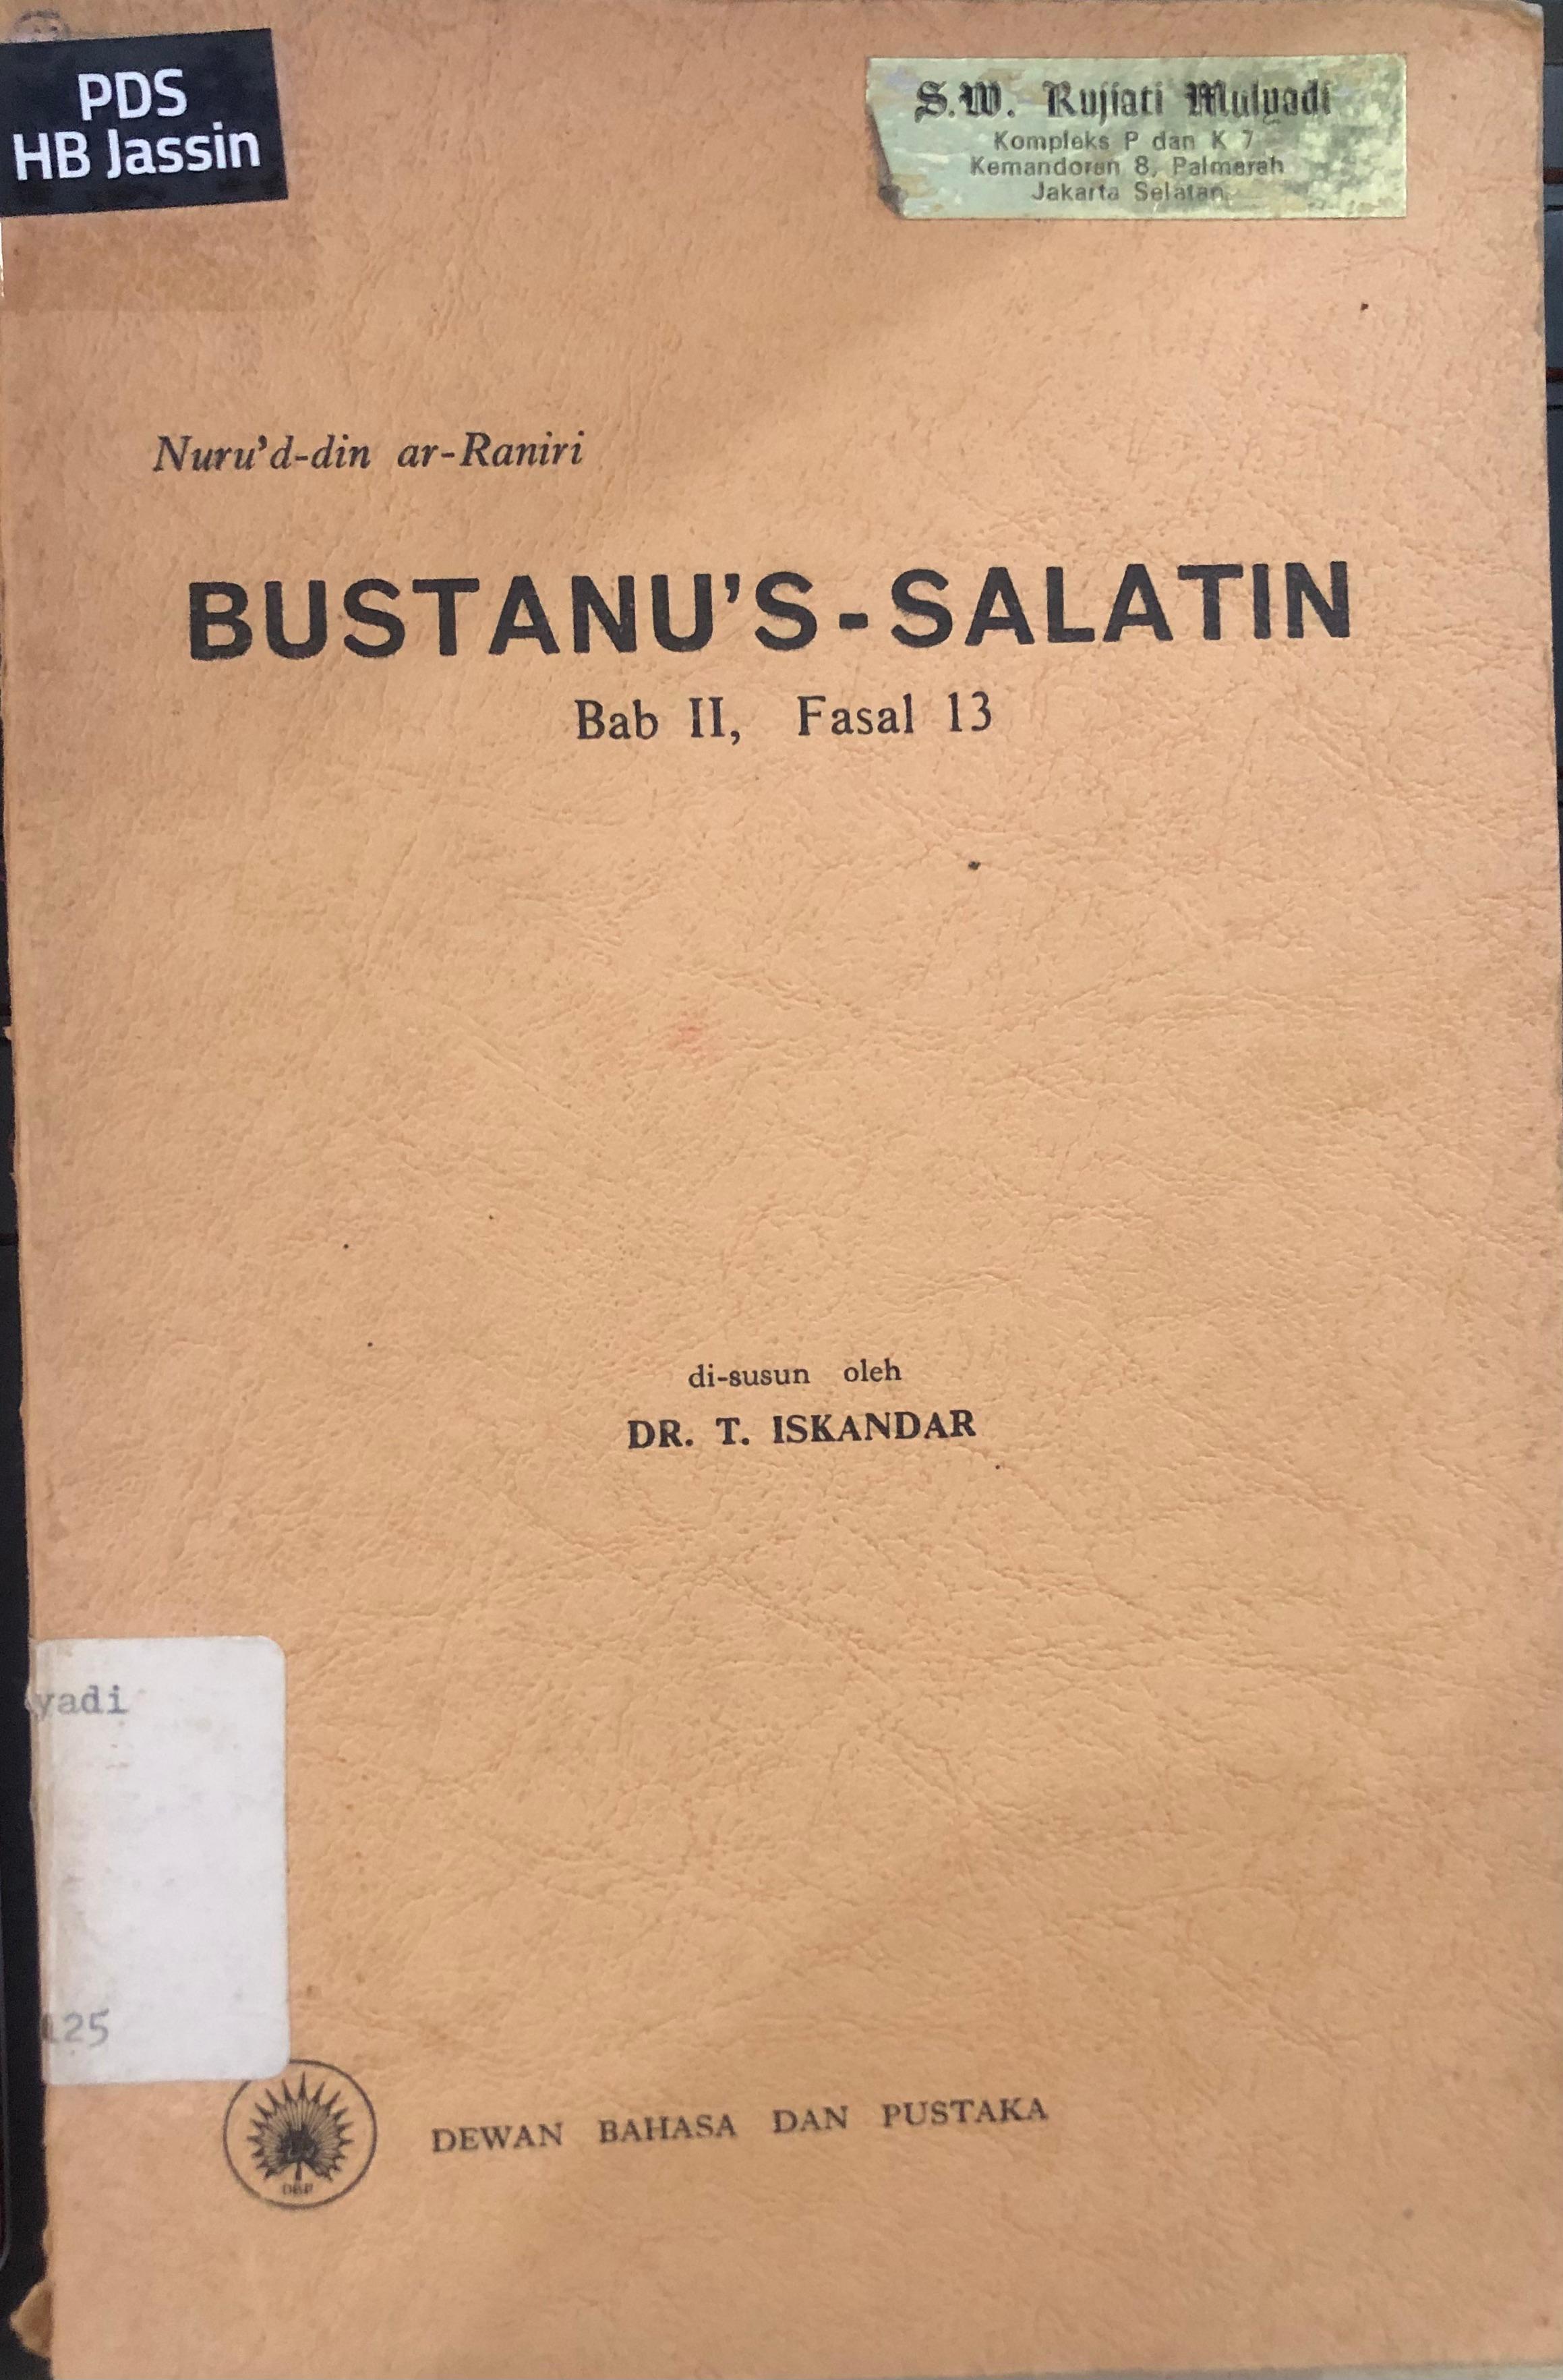 PDS
HB Jassin
S.W. Rujiati Mulyadi
Kompleks P dan K 7
Kemandoran 8, Palmerah
Jakarta Selatan
Nuru’d-din ar-Raniri
BUSTANU’S-SALATIN
Bab II, Fasal 13
di-susun oleh
DR. T. ISKANDAR
yadi
125
DBP
DEWAN BAHASA DAN PUSTAKA